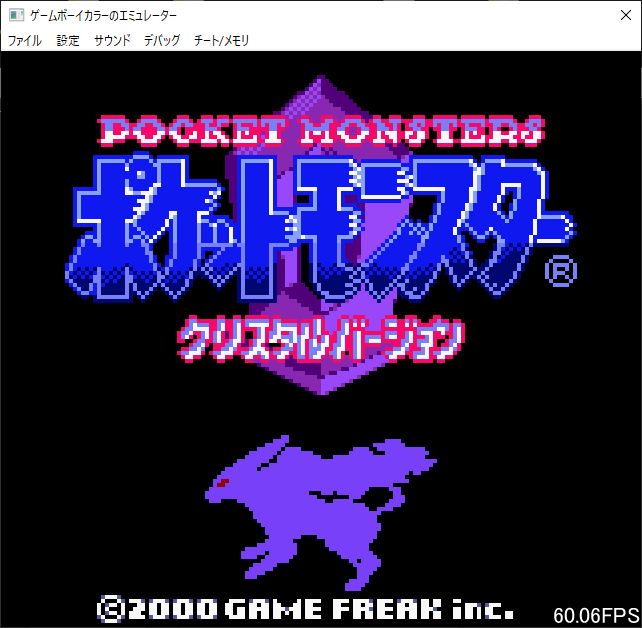 ゲームボーイカラーのエミュレーター
ファイル 設定 サウンド デバッグ チート/メモリ
POCKET MONSTERS
ポケットモンスター®
クリスタルバージョン
©2000 GAME FREAK inc.
60.06FPS